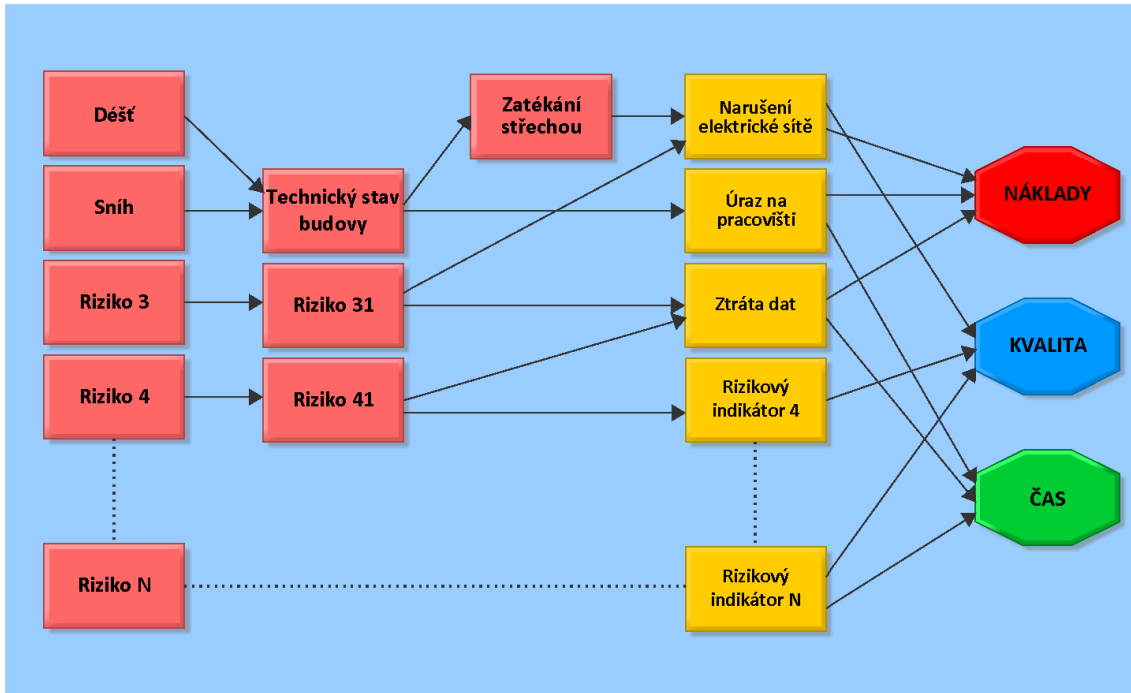 Déšť
Sníh
Riziko 3
Riziko 4
Riziko N
Technický stav
budovy
Riziko 31
Riziko 41
Zatékání
střechou
Narušení
elektrické sítě
Úraz na
pracovišti
Ztráta dat
Rizikový
indikátor 4
Rizikový
indikátor N
NÁKLADY
KVALITA
ČAS